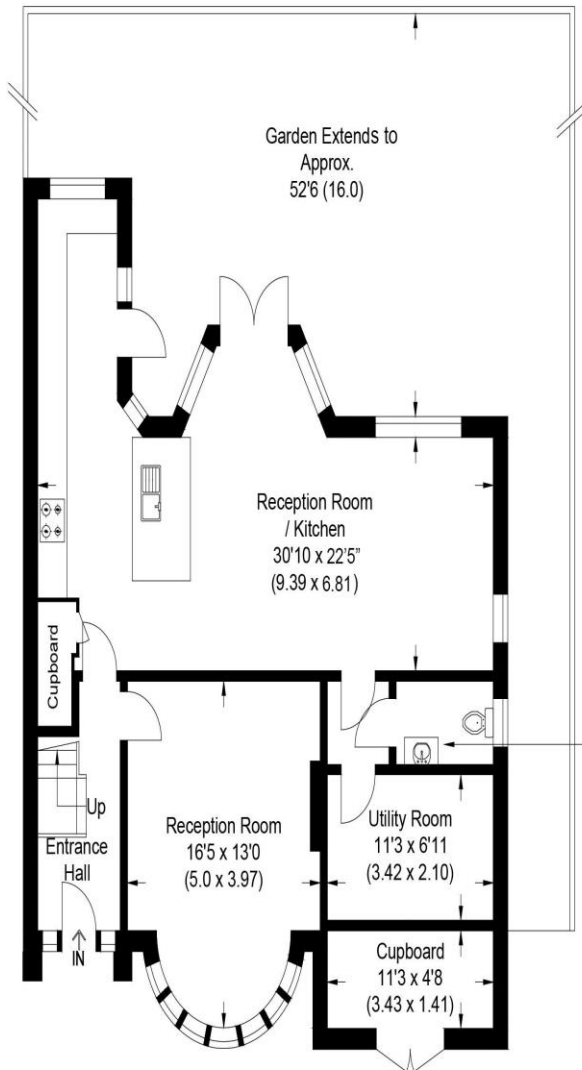 Garden Extends to
Approx.
52'6 (16.0)
Reception Room
/ Kitchen
30'10 x 22'5"
(9.39 x 6.81)
Cupboard
Up
Entrance
Hall
IN
Reception Room
16'5 x 13'0
(5.0 x 3.97)
Utility Room
11'3 x 6'11
(3.42 x 2.10)
Cupboard
11'3 x 4'8
(3.43 x 1.41)